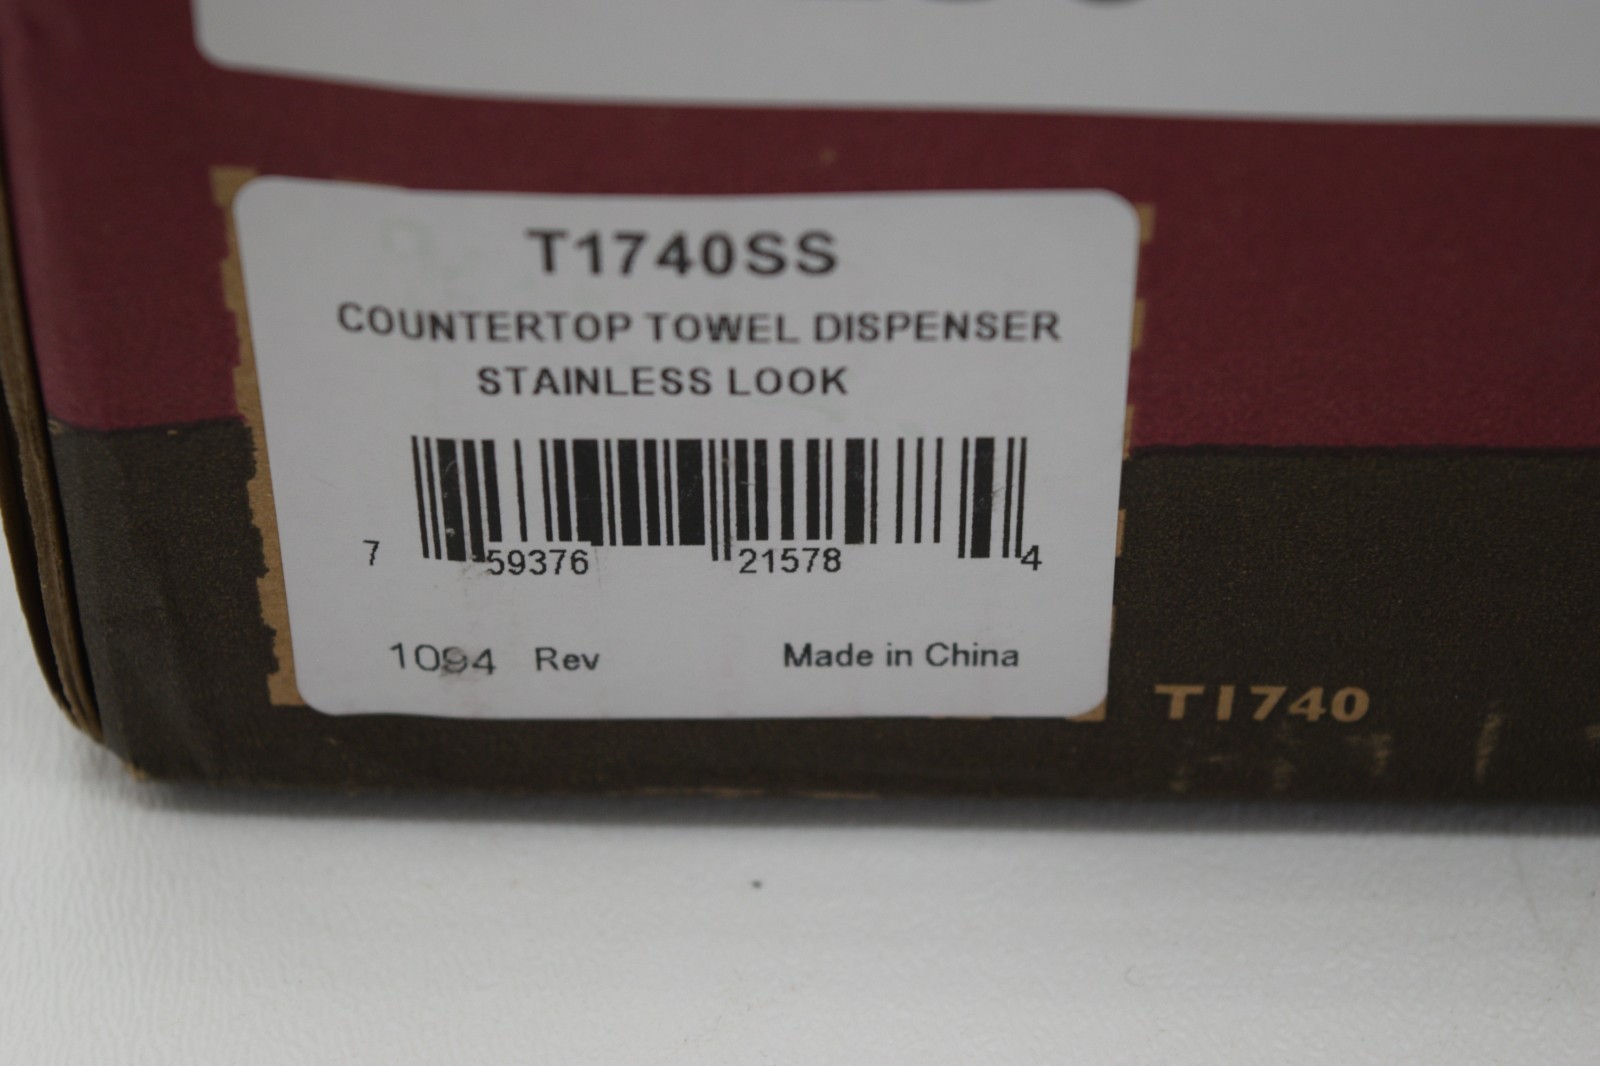 T1740SS
COUNTERTOP TOWEL DISPENSER
STAINLESS LOOK
7 59376 21578 4
1094 Rev Made in China
T1740